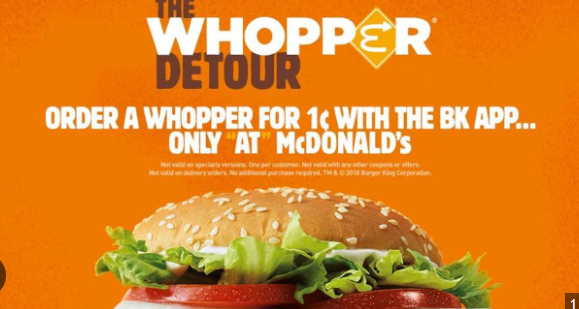 THE
WHOPPER®
DETOUR
ORDER A WHOPPER FOR 1¢ WITH THE BK APP...
ONLY "AT" McDONALD's
Not valid on specialty versions. One per customer. Not valid with any other coupons or offers.
Not valid on delivery orders. No additional purchase required. TM & © 2018 Burger King Corporation.
1